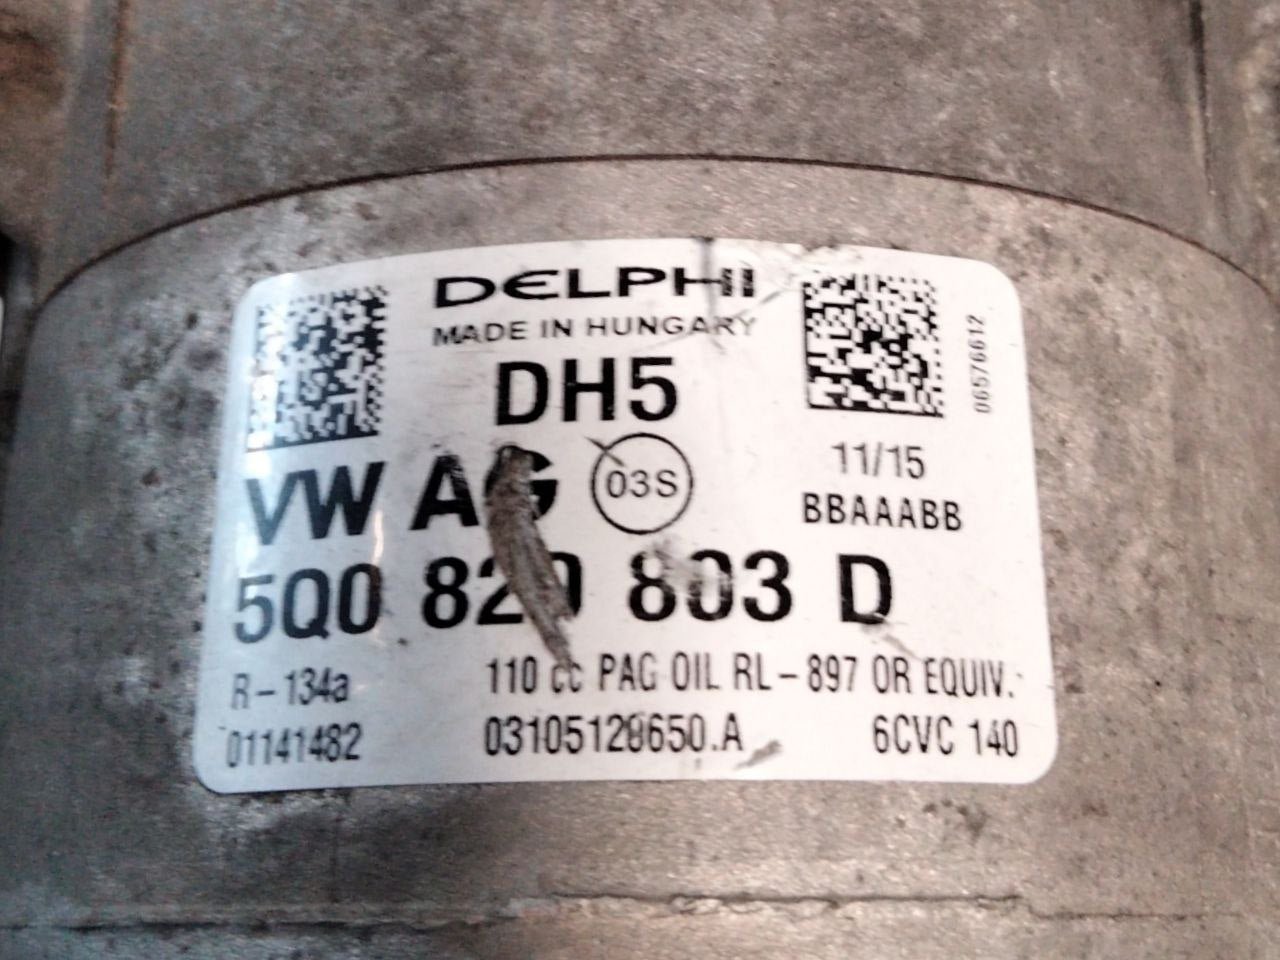 DELPHI
MADE IN HUNGARY
DH5
06576612
VW AG 03S
11/15
BBAAABB
5Q0 820 803 D
R-134a 110 cc PAG OIL RL-897 OR EQUIV.
01141482 03105129650.A 6CVC 140